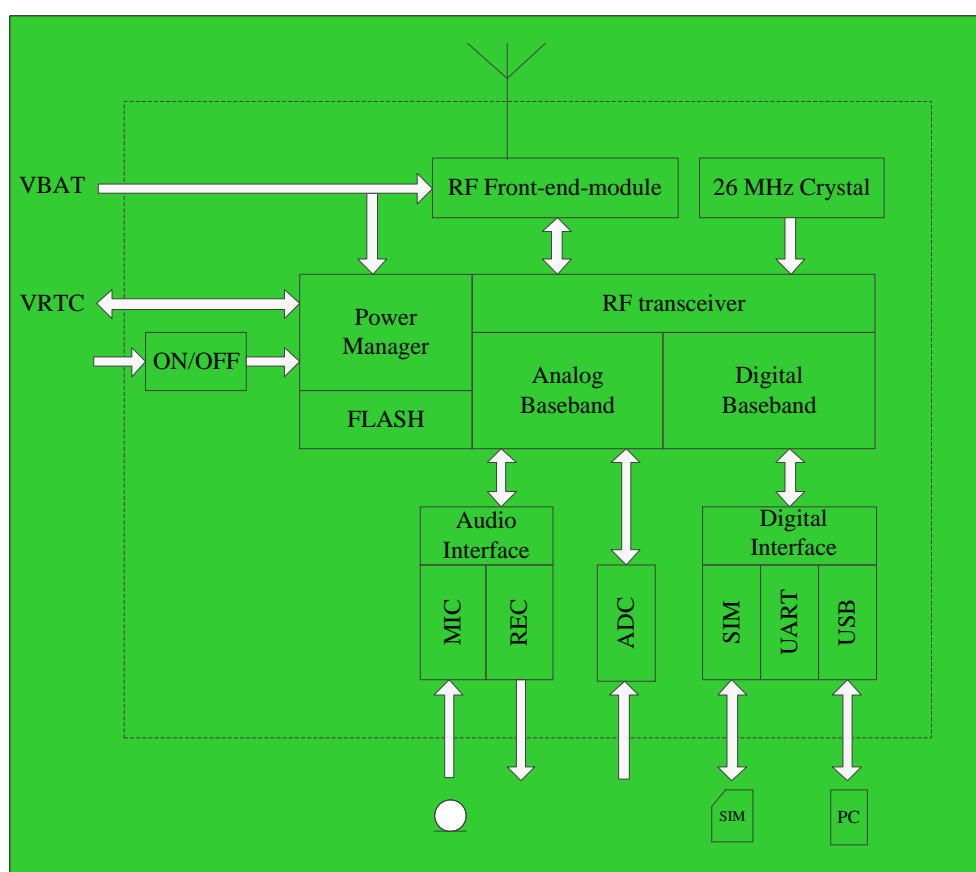 VBAT
RF Front-end-module
26 MHz Crystal
VRTC
Power
Manager
RF transceiver
ON/OFF
Analog
Baseband
Digital
Baseband
FLASH
Audio
Interface
Digital
Interface
MIC
REC
ADC
SIM
UART
USB
SIM
PC